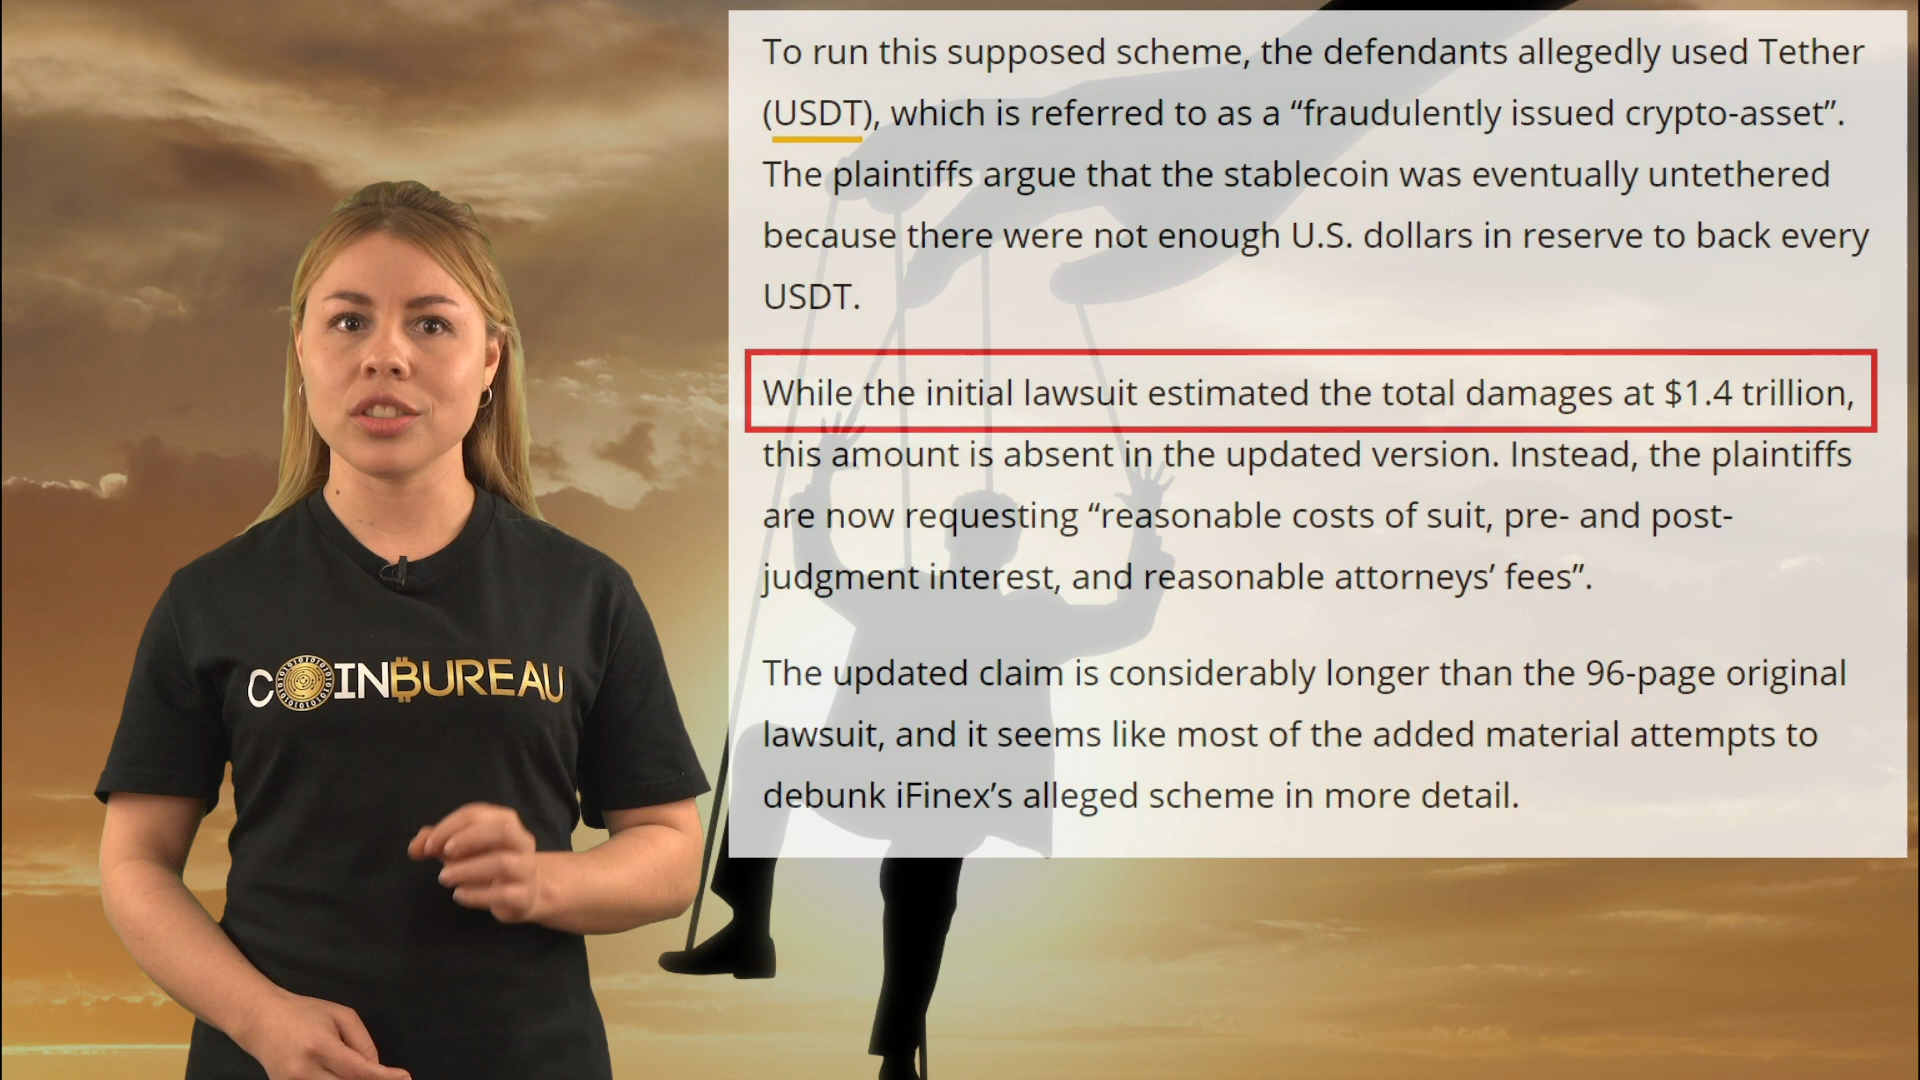 To run this supposed scheme, the defendants allegedly used Tether
(USDT), which is referred to as a “fraudulently issued crypto-asset”.
The plaintiffs argue that the stablecoin was eventually untethered
because there were not enough U.S. dollars in reserve to back every
USDT.
While the initial lawsuit estimated the total damages at $1.4 trillion,
this amount is absent in the updated version. Instead, the plaintiffs
are now requesting “reasonable costs of suit, pre- and post-
judgment interest, and reasonable attorneys’ fees”.
The updated claim is considerably longer than the 96-page original
lawsuit, and it seems like most of the added material attempts to
debunk iFinex’s alleged scheme in more detail.
COINBUREAU